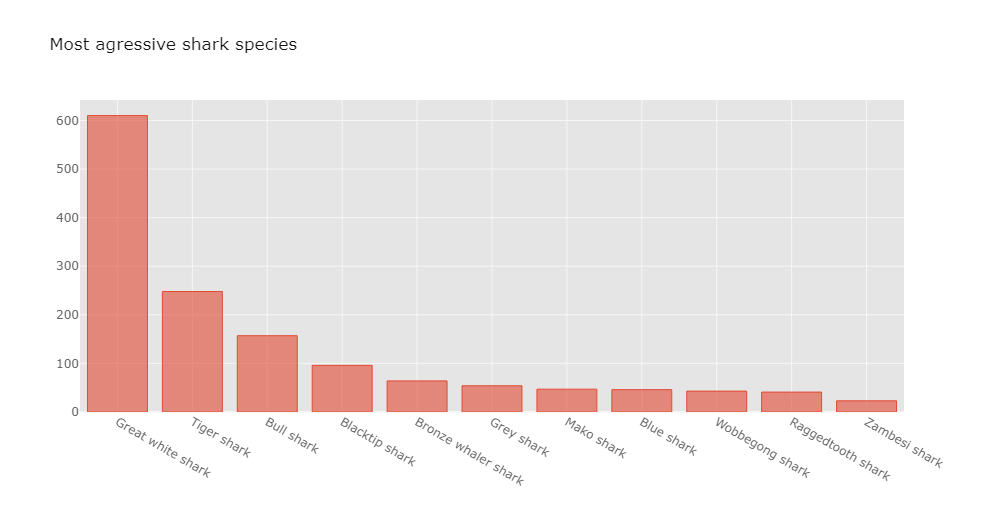 Most agressive shark species
600
500
400
300
200
100
0
Great white shark
Tiger shark
Bull shark
Blacktip shark
Bronze whaler shark
Grey shark
Mako shark
Blue shark
Wobbegong shark
Raggedtooth shark
Zambesi shark